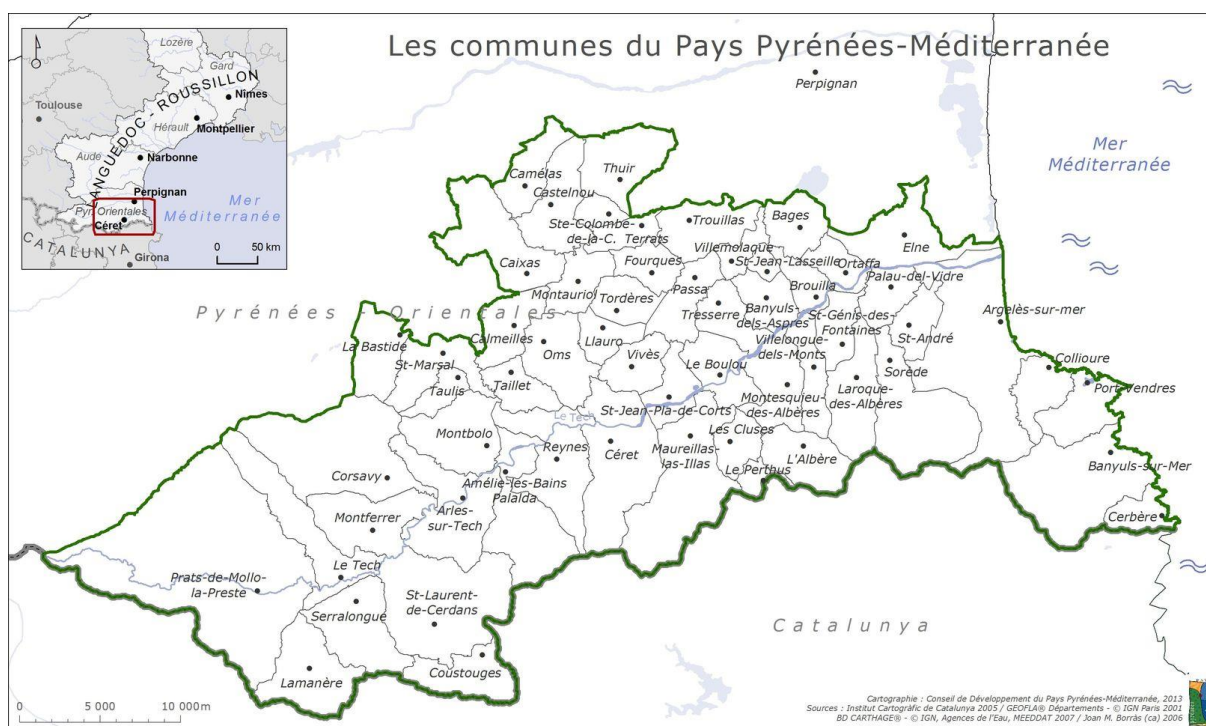 Les communes du Pays Pyrénées-Méditerranée
Lozère
Gard
Toulouse
LANGUEDOC - ROUSSILLON
Nîmes
Hérault
Montpellier
Aude
Narbonne
Perpignan
Pyr. Orientales
Mer
Méditerranée
Céret
CATALUNYA
Girona
0 50 km
Perpignan
Mer
Méditerranée
Thuir
Camélas
Castelnou
Ste-Colombe-
de-la-C.
Terrats
Trouillas
Bages
Elne
Villemolaque
St-Jean-Lasseille
Ortaffa
Caixas
Fourques
Palau-del-Vidre
Montauriol
Passa
Brouilla
Pyrénées - Orientales
Tordères
Tresserre
Banyuls-
dels-Aspres
St-Génis-des-
Fontaines
Argelès-sur-mer
Calmeilles
Llauro
Villelongue-
dels-Monts
St-André
La Bastide
Oms
Vivès
Collioure
St-Marsal
Le Boulou
Sorède
Taulis
Taillet
Port-Vendres
Montesquieu-
des-Albères
Laroque-
des-Albères
St-Jean-Pla-de-Corts
Le Tech
Montbolo
Reynes
Céret
Maureillas-
las-Illas
Les Cluses
L'Albère
Banyuls-sur-Mer
Le Perthus
Corsavy
Amélie-les-Bains
Palalda
Arles-
sur-Tech
Cerbère
Montferrer
Le Tech
Prats-de-Mollo-
la-Preste
St-Laurent-
de-Cerdans
Serralongue
Catalunya
Coustouges
Lamanère
0 5 000 10 000m
Cartographie : Conseil de Développement du Pays Pyrénées-Méditerranée, 2013
Sources : Institut Cartogràfic de Catalunya 2005 / GEOFLA® Départements - © IGN Paris 2001
BD CARTHAGE® - © IGN, Agences de l'Eau, MEEDDAT 2007 / Joan M. Borràs (ca) 2006